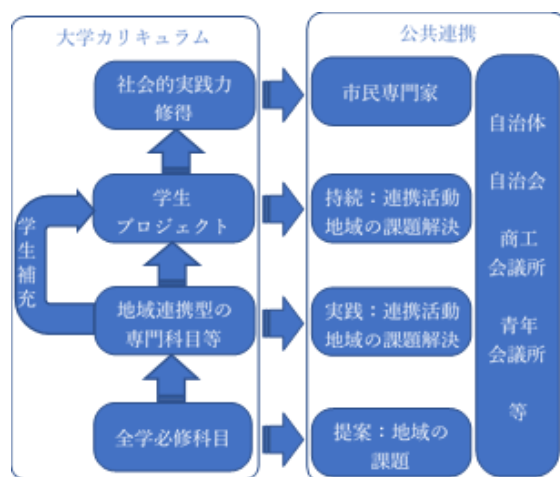 大学カリキュラム
社会的実践力
修得
学生
プロジェクト
学生補充
地域連携型の
専門科目等
全学必修科目
公共連携
市民専門家
持続：連携活動
地域の課題解決
実践：連携活動
地域の課題解決
提案：地域の
課題
自治体
自治会
商工
会議所
青年
会議所
等